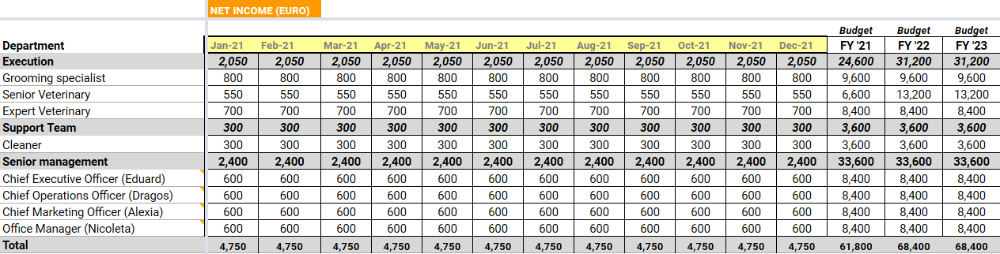 NET INCOME (EURO)
Budget Budget Budget
Department Jan-21 Feb-21 Mar-21 Apr-21 May-21 Jun-21 Jul-21 Aug-21 Sep-21 Oct-21 Nov-21 Dec-21 FY '21 FY '22 FY '23
Execution 2,050 2,050 2,050 2,050 2,050 2,050 2,050 2,050 2,050 2,050 2,050 2,050 24,600 31,200 31,200
Grooming specialist 800 800 800 800 800 800 800 800 800 800 800 800 9,600 9,600 9,600
Senior Veterinary 550 550 550 550 550 550 550 550 550 550 550 550 6,600 13,200 13,200
Expert Veterinary 700 700 700 700 700 700 700 700 700 700 700 700 8,400 8,400 8,400
Support Team 300 300 300 300 300 300 300 300 300 300 300 300 3,600 3,600 3,600
Cleaner 300 300 300 300 300 300 300 300 300 300 300 300 3,600 3,600 3,600
Senior management 2,400 2,400 2,400 2,400 2,400 2,400 2,400 2,400 2,400 2,400 2,400 2,400 33,600 33,600 33,600
Chief Executive Officer (Eduard) 600 600 600 600 600 600 600 600 600 600 600 600 8,400 8,400 8,400
Chief Operations Officer (Dragos) 600 600 600 600 600 600 600 600 600 600 600 600 8,400 8,400 8,400
Chief Marketing Officer (Alexia) 600 600 600 600 600 600 600 600 600 600 600 600 8,400 8,400 8,400
Office Manager (Nicoleta) 600 600 600 600 600 600 600 600 600 600 600 600 8,400 8,400 8,400
Total 4,750 4,750 4,750 4,750 4,750 4,750 4,750 4,750 4,750 4,750 4,750 4,750 61,800 68,400 68,400